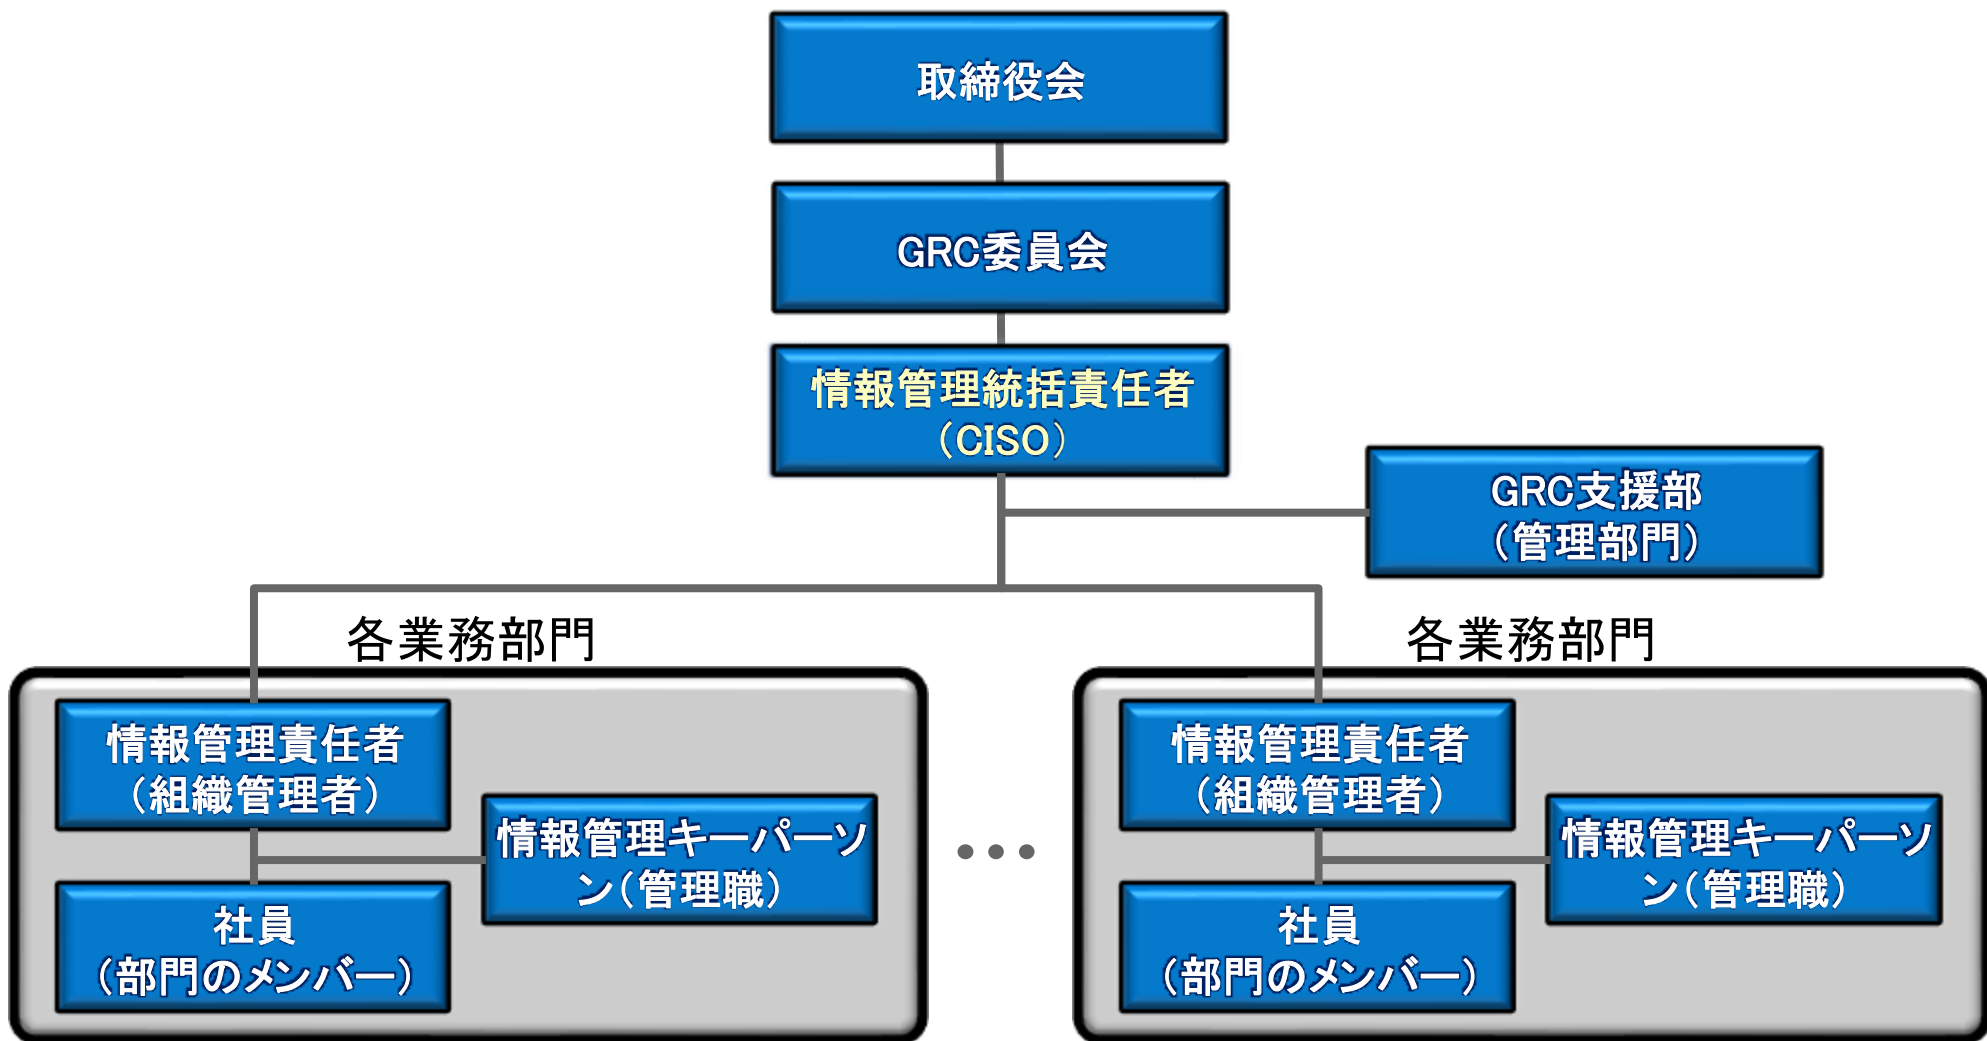 取締役会
GRC委員会
情報管理統括責任者
（CISO）
GRC支援部
（管理部門）
各業務部門
情報管理責任者
（組織管理者）
情報管理キーパーソ
ン（管理職）
社員
（部門のメンバー）
•••
各業務部門
情報管理責任者
（組織管理者）
情報管理キーパーソ
ン（管理職）
社員
（部門のメンバー）